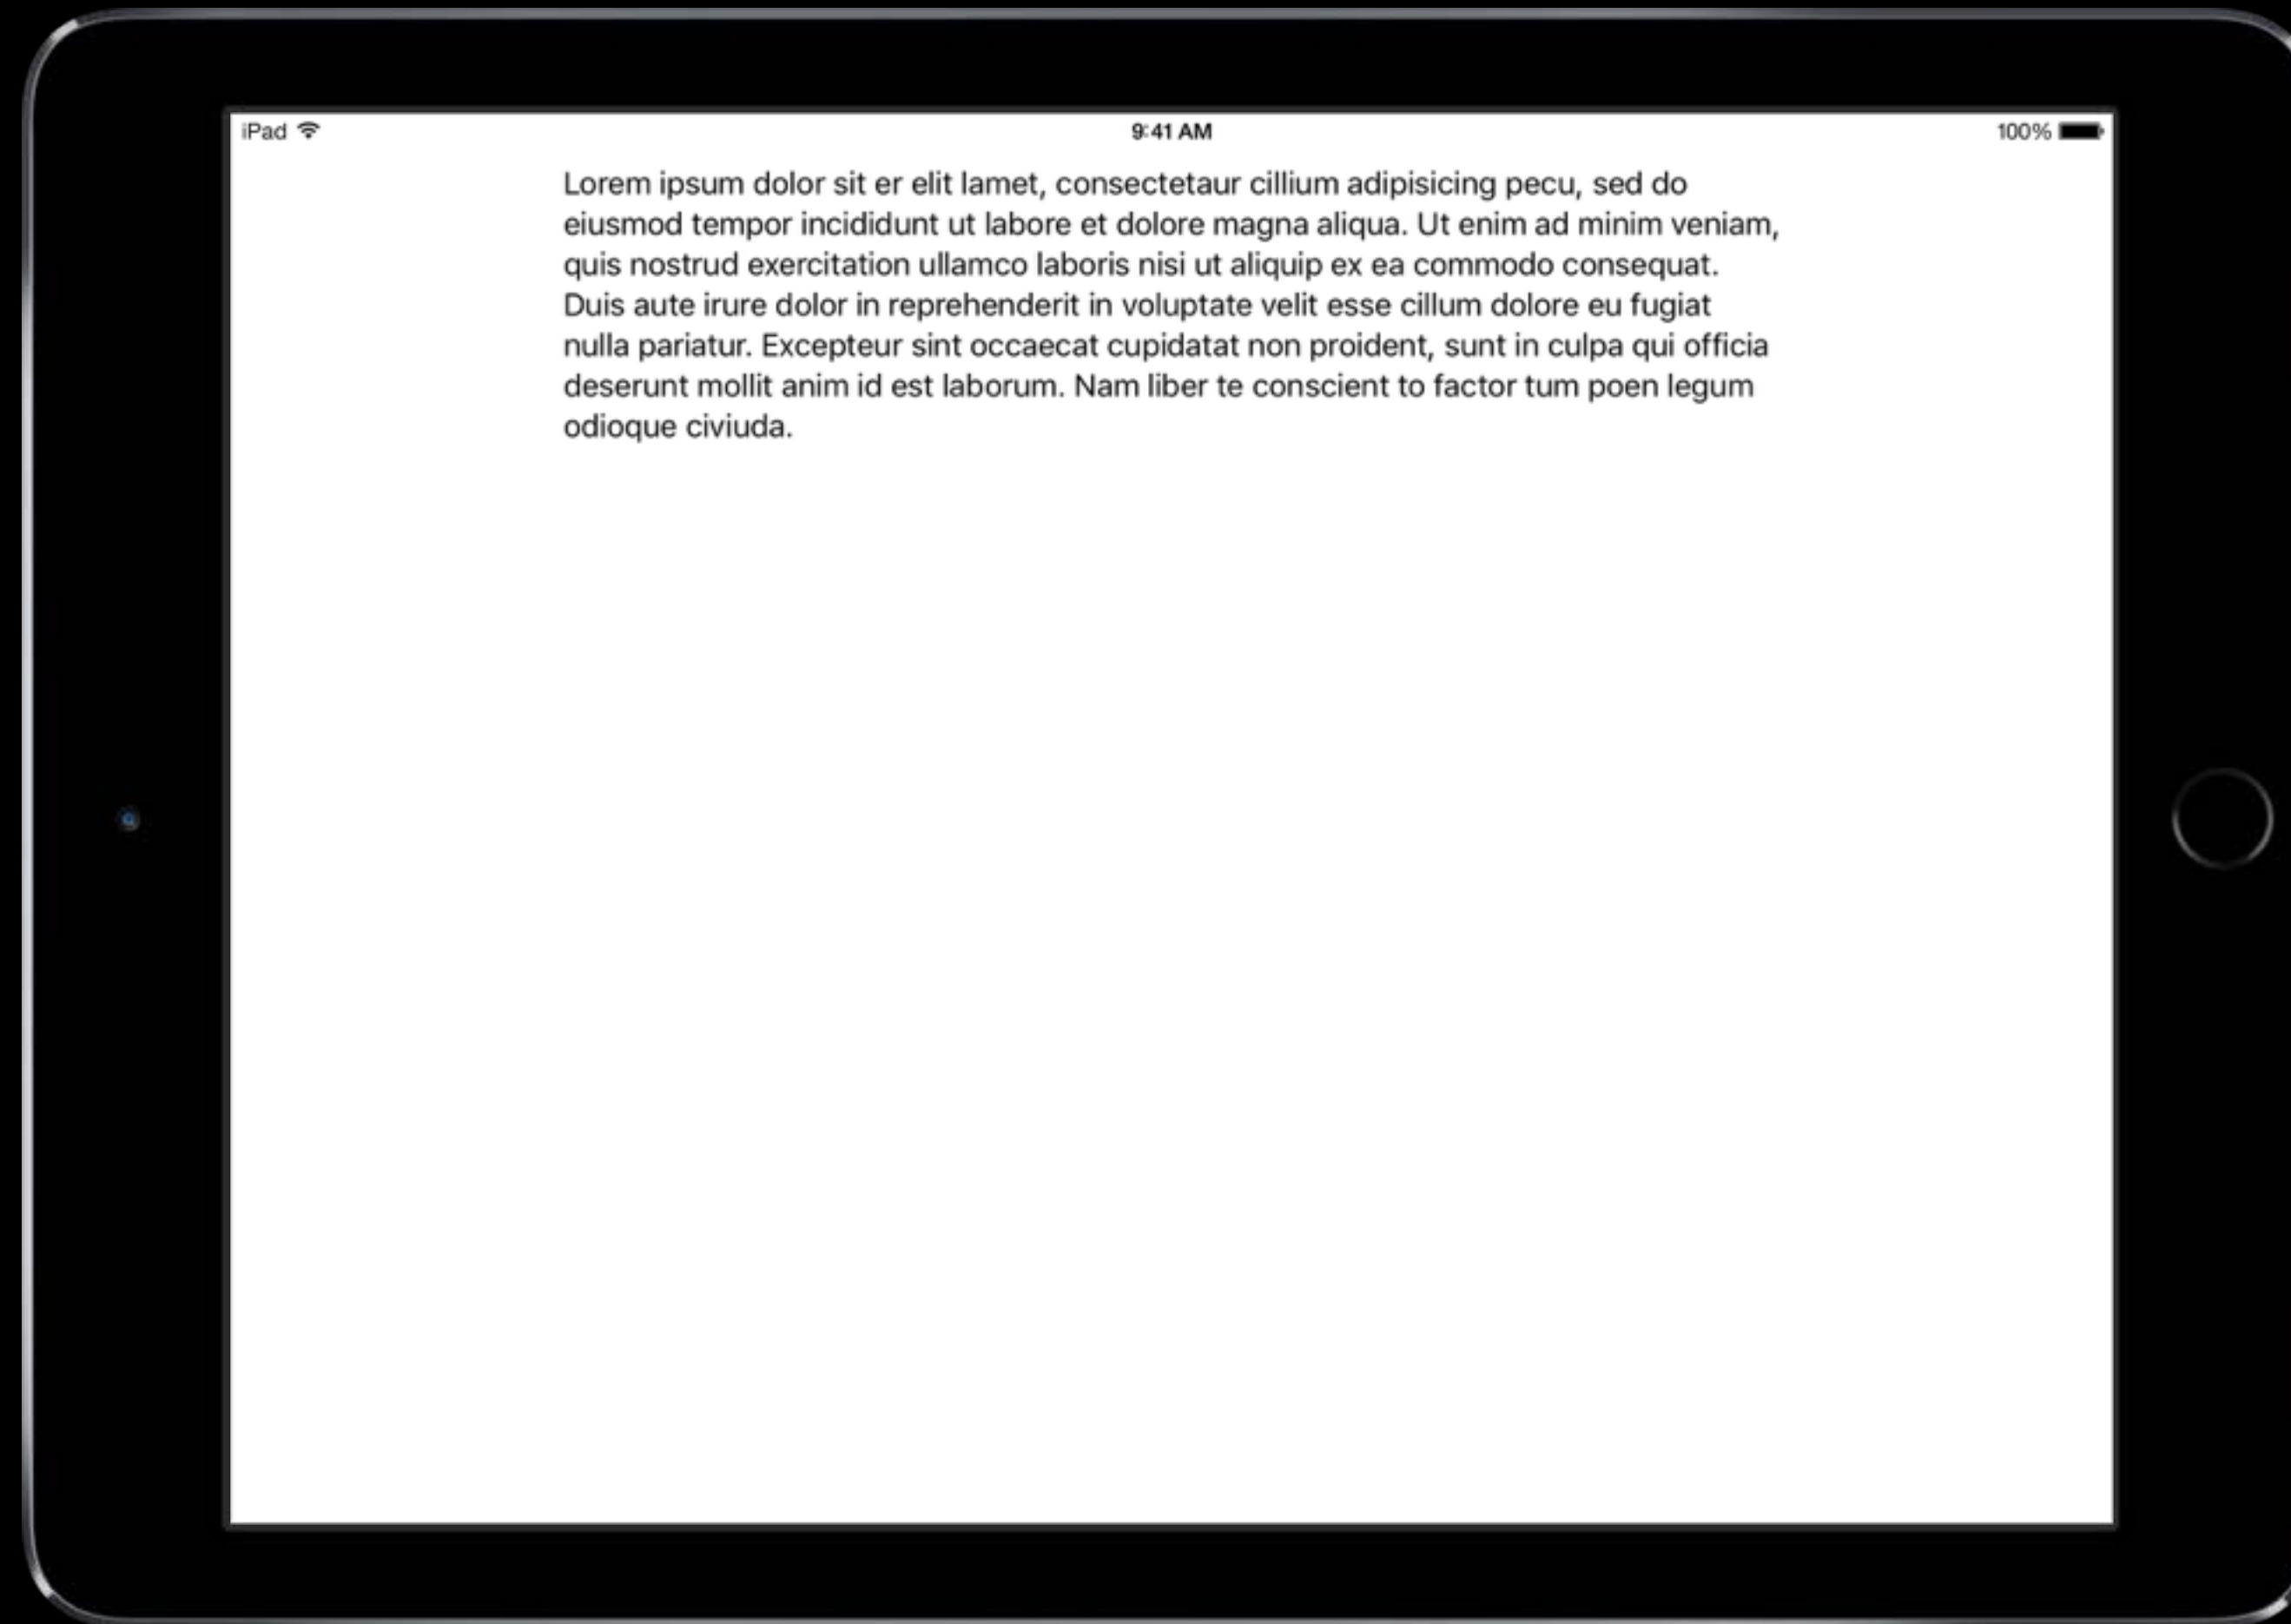 iPad 9:41 AM 100%
Lorem ipsum dolor sit er elit lamet, consectetaur cillium adipisicing pecu, sed do
eiusmod tempor incididunt ut labore et dolore magna aliqua. Ut enim ad minim veniam,
quis nostrud exercitation ullamco laboris nisi ut aliquip ex ea commodo consequat.
Duis aute irure dolor in reprehenderit in voluptate velit esse cillum dolore eu fugiat
nulla pariatur. Excepteur sint occaecat cupidatat non proident, sunt in culpa qui officia
deserunt mollit anim id est laborum. Nam liber te conscient to factor tum poen legum
odioque civiuda.